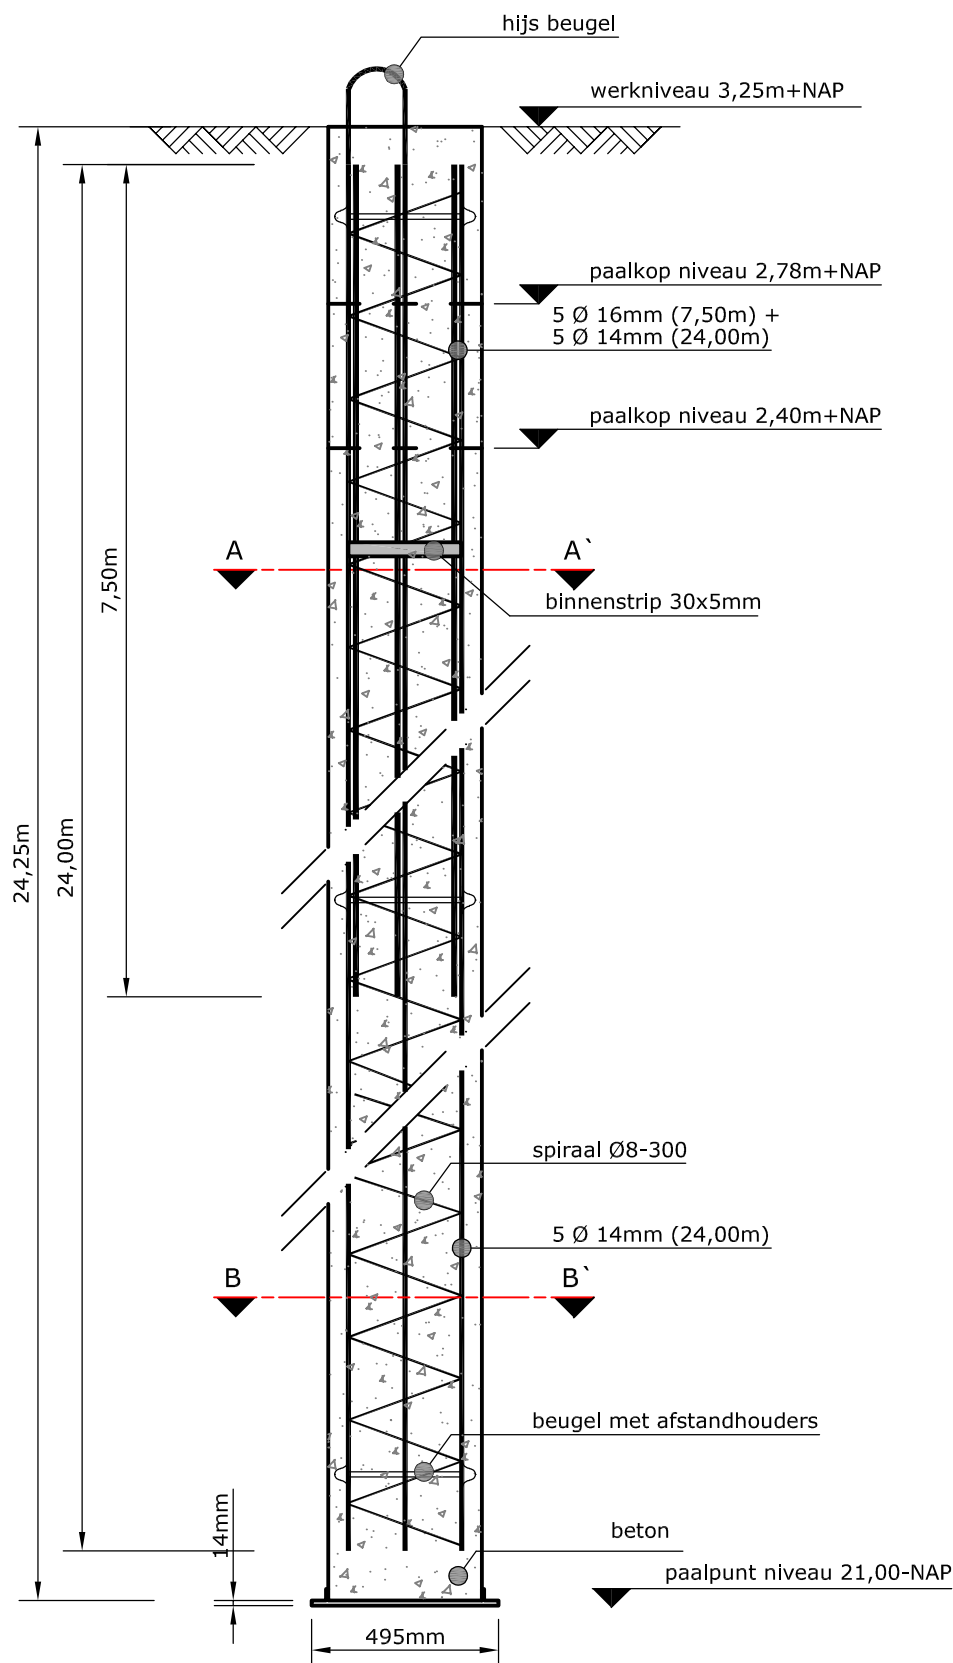 hijs beugel
werkniveau 3,25m+NAP
paalkop niveau 2,78m+NAP
5 Ø 16mm (7,50m) +
5 Ø 14mm (24,00m)
paalkop niveau 2,40m+NAP
A
A`
7,50m
binnenstrip 30x5mm
24,25m
24,00m
spiraal Ø8-300
5 Ø 14mm (24,00m)
B
B`
beugel met afstandhouders
14mm
beton
paalpunt niveau 21,00-NAP
495mm